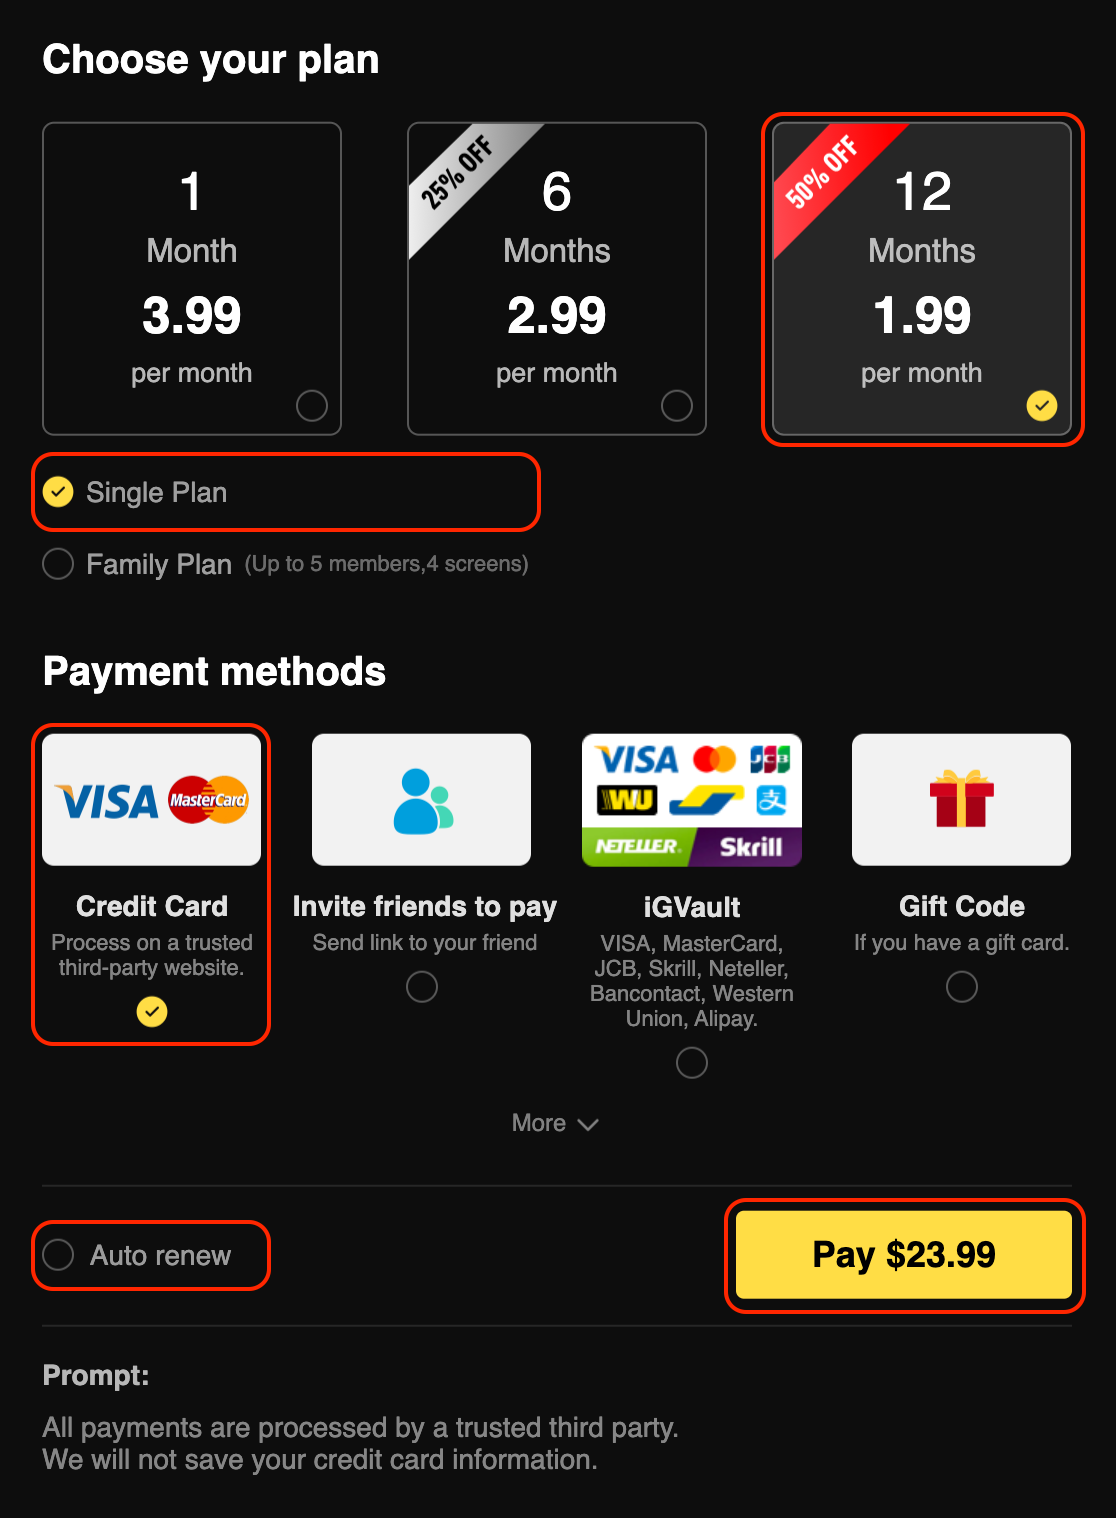 Choose your plan
1
Month
3.99
per month
25% OFF
6
Months
2.99
per month
50% OFF
12
Months
1.99
per month
Single Plan
Family Plan (Up to 5 members,4 screens)
Payment methods
VISA MasterCard
Credit Card
Process on a trusted
third-party website.
Invite friends to pay
Send link to your friend
VISA JCB
WU 支
NETELLER. Skrill
iGVault
VISA, MasterCard,
JCB, Skrill, Neteller,
Bancontact, Western
Union, Alipay.
Gift Code
If you have a gift card.
More
Auto renew
Pay $23.99
Prompt:
All payments are processed by a trusted third party.
We will not save your credit card information.